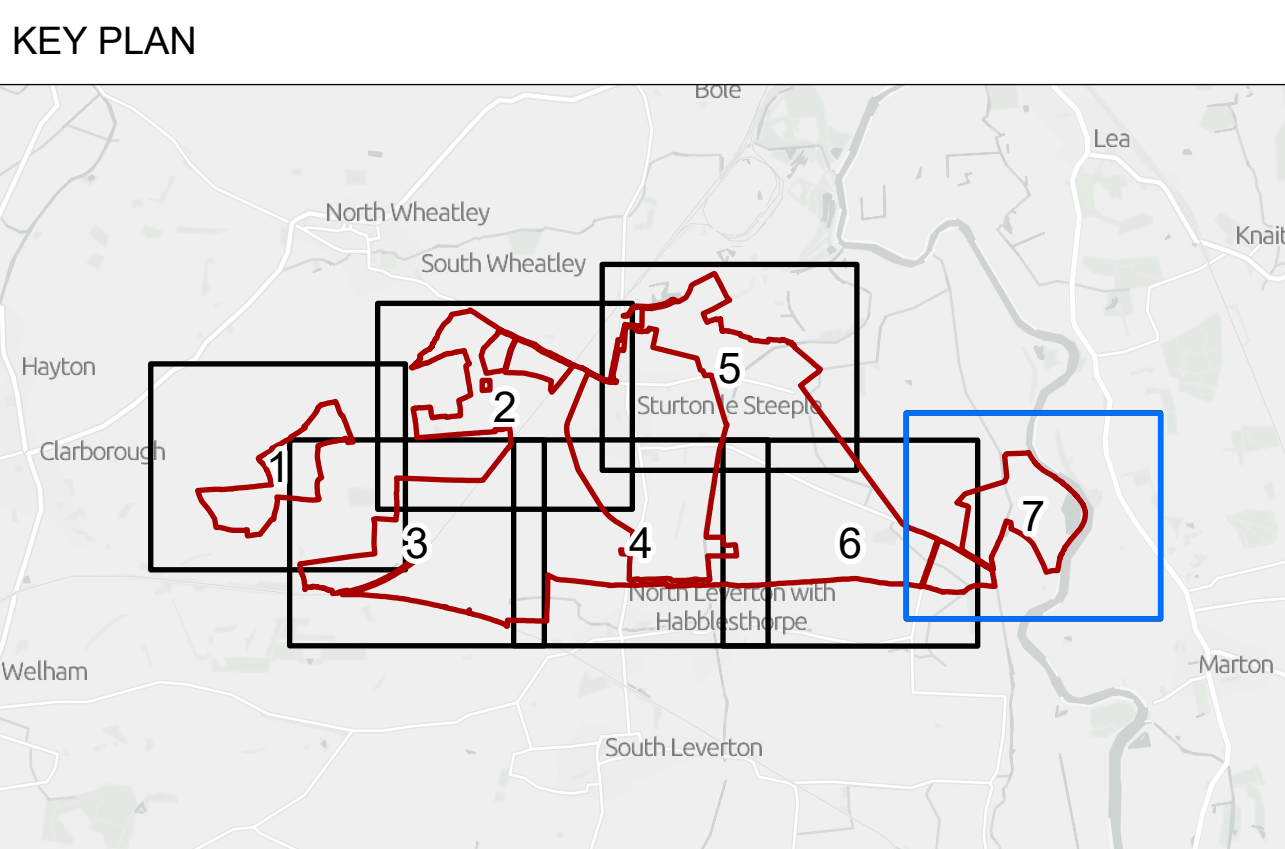 KEY PLAN
Bole
Lea
North Wheatley
Knait
South Wheatley
Hayton
5
2
Sturton le Steeple
Clarborough
1
7
3
4
6
North Leverton with
Habblesthorpe
Marton
Welham
South Leverton